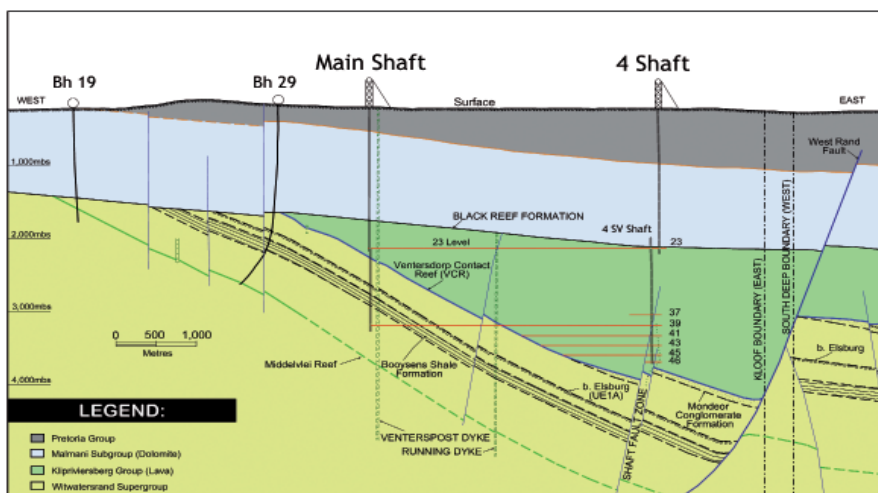 Main Shaft
4 Shaft
Bh 19
Bh 29
WEST
Surface
EAST
West Rand
Fault
1,000mbs
BLACK REEF FORMATION
4 SV Shaft
2,000mbs
23 Level
23
Ventersdorp Contact
Reef (VCR)
KLOOF BOUNDARY (EAST)
SOUTH DEEP BOUNDARY (WEST)
3,000mbs
37
39
41
43
45
46
0 500 1,000
Metres
Middelvlei Reef
Booysens Shale
Formation
b. Elsburg
b. Elsburg
(UE1A)
4,000mbs
Mondeor
Conglomerate
Formation
SHAFT FAULT ZONE
VENTERSPOST DYKE
RUNNING DYKE
LEGEND:
Pretoria Group
Malmani Subgroup (Dolomite)
Klipriviersberg Group (Lava)
Witwatersrand Supergroup